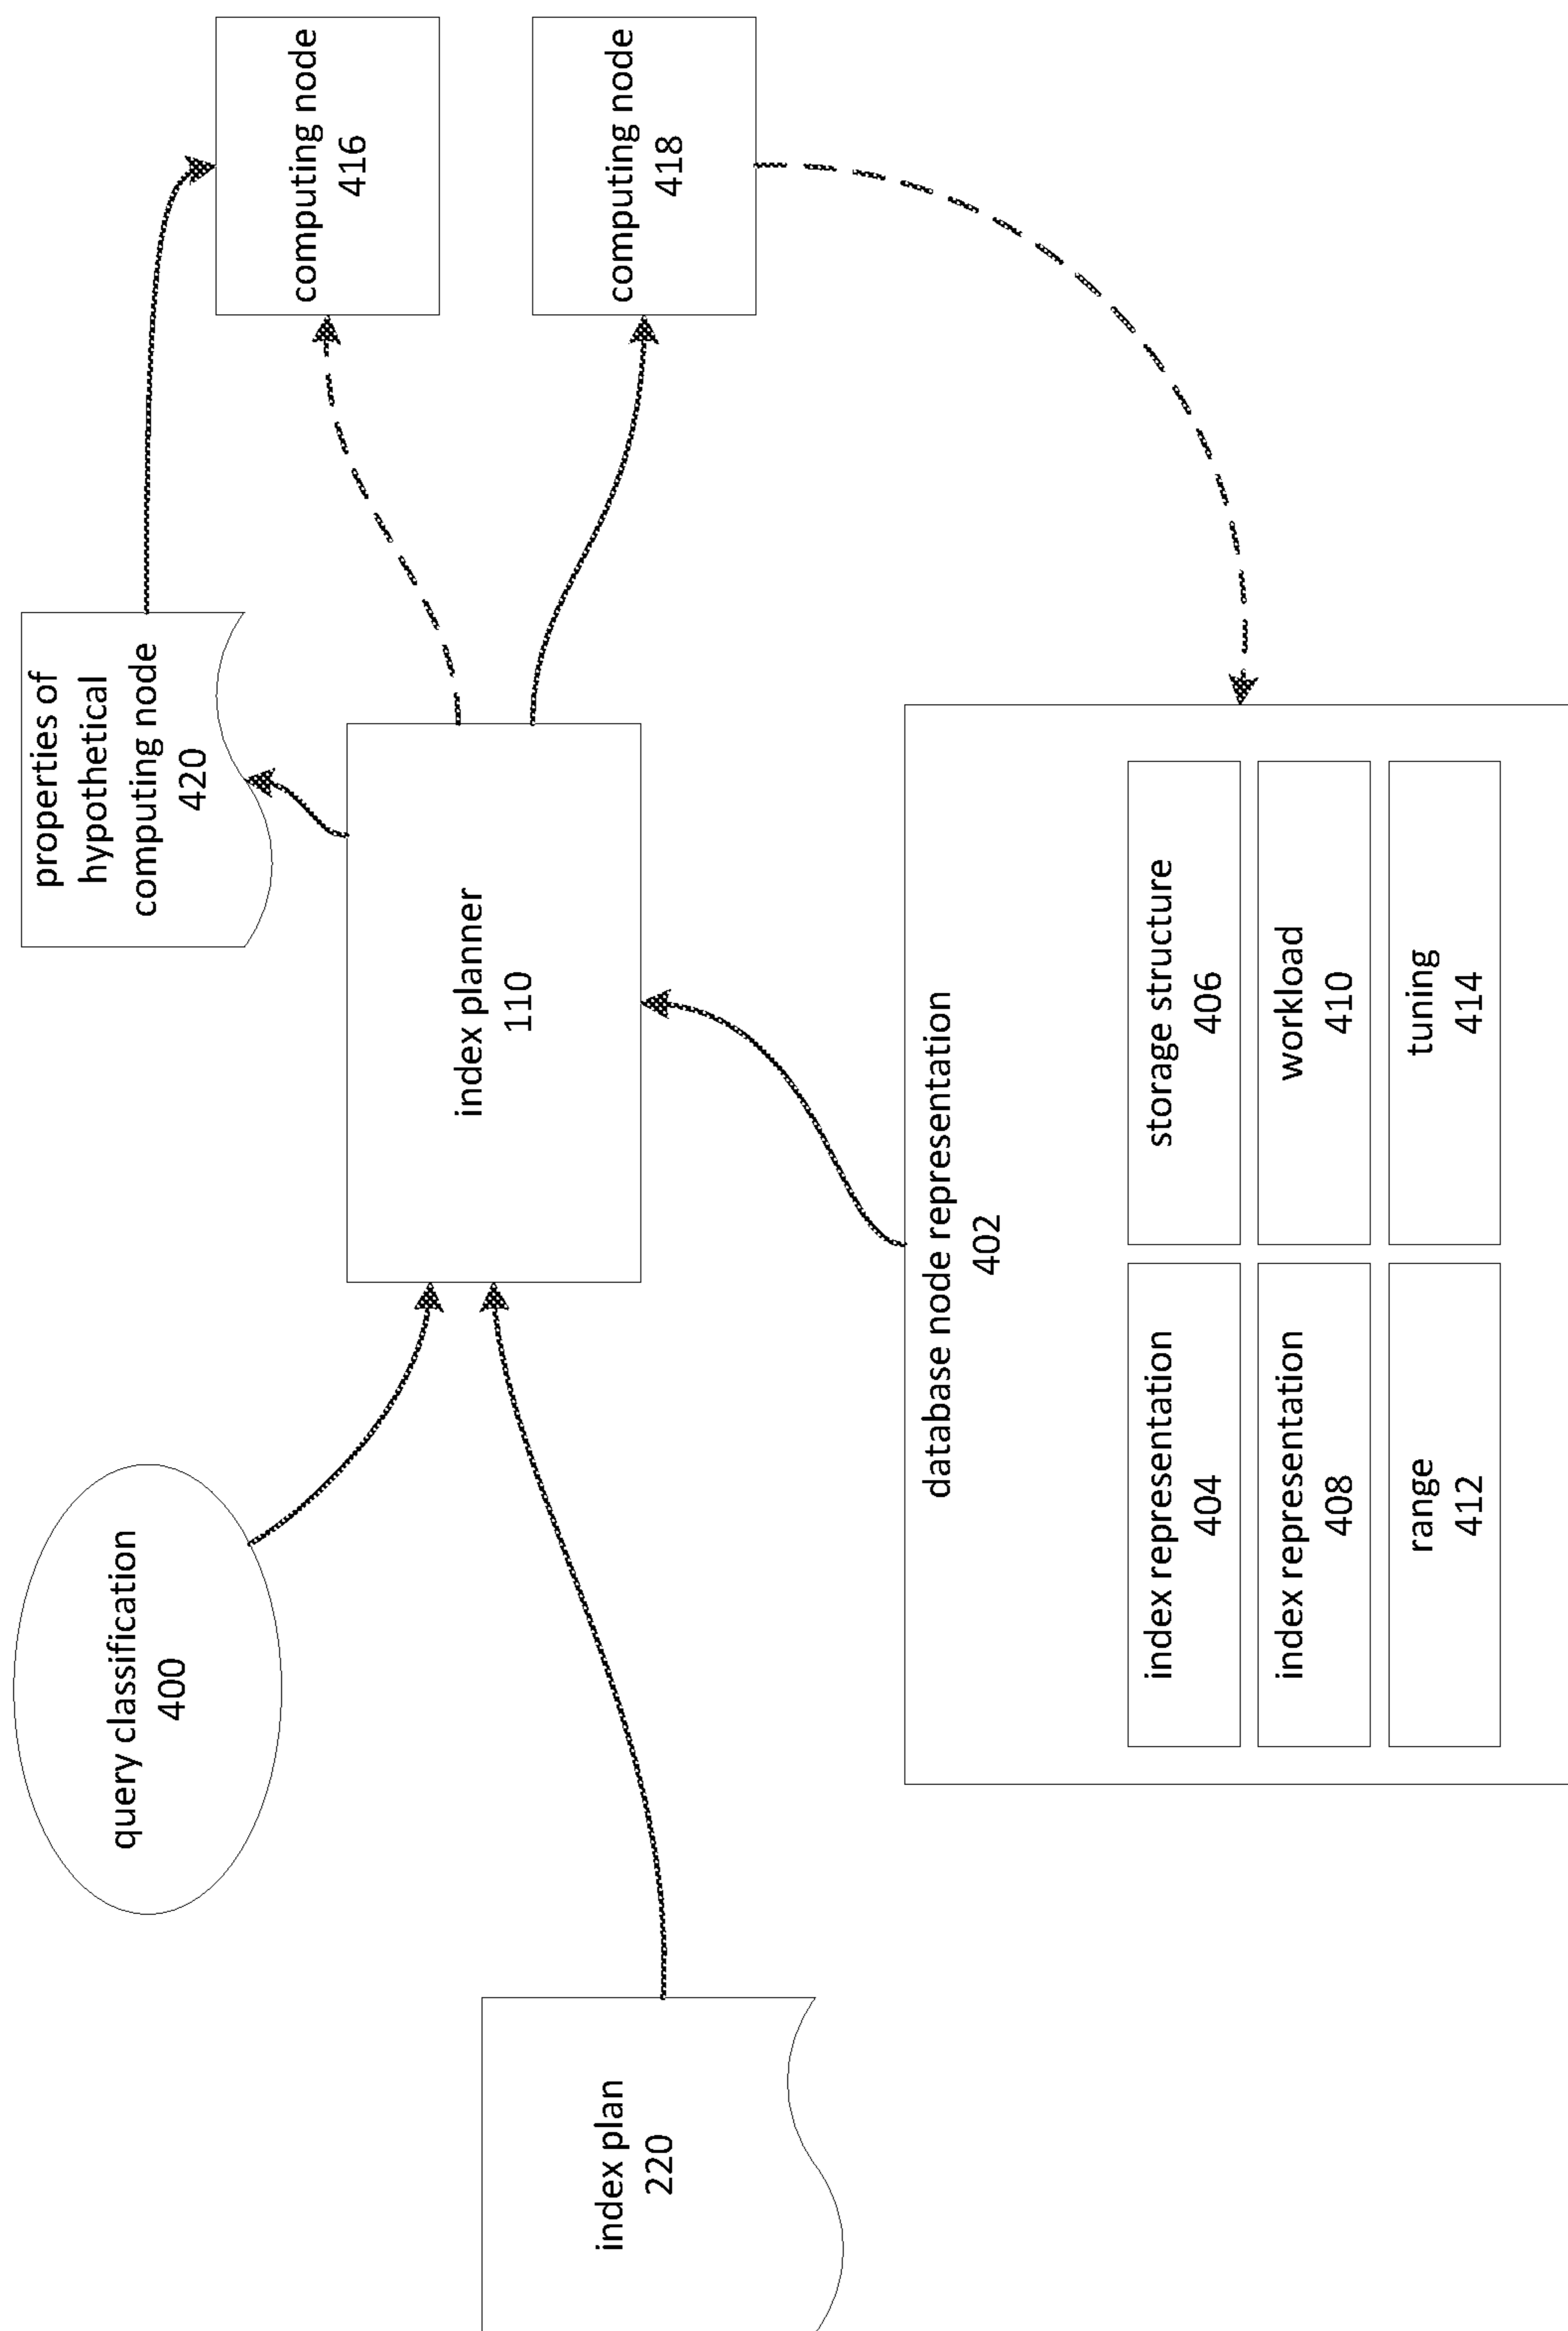 query classification
400
index plan
220
index planner
110
properties of
hypothetical
computing node
420
computing node
416
computing node
418
database node representation
402
index representation
404
storage structure
406
index representation
408
workload
410
range
412
tuning
414